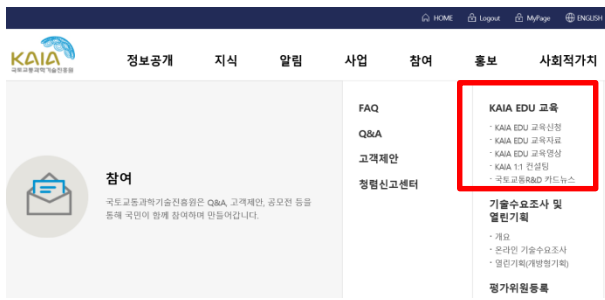 HOME Logout MyPage ENGLISH
KAIA
국토교통과학기술진흥원
정보공개 지식 알림 사업 참여 홍보 사회적가치
참여
국토교통과학기술진흥원은 Q&A, 고객제안, 공모전 등을
통해 국민이 함께 참여하며 만들어갑니다.
FAQ
Q&A
고객제안
청렴신고센터
KAIA EDU 교육
- KAIA EDU 교육신청
- KAIA EDU 교육자료
- KAIA EDU 교육영상
- KAIA 1:1 컨설팅
- 국토교통R&D 카드뉴스
기술수요조사 및
열린기획
- 개요
- 온라인 기술수요조사
- 열린기획(개방형기획)
평가위원등록